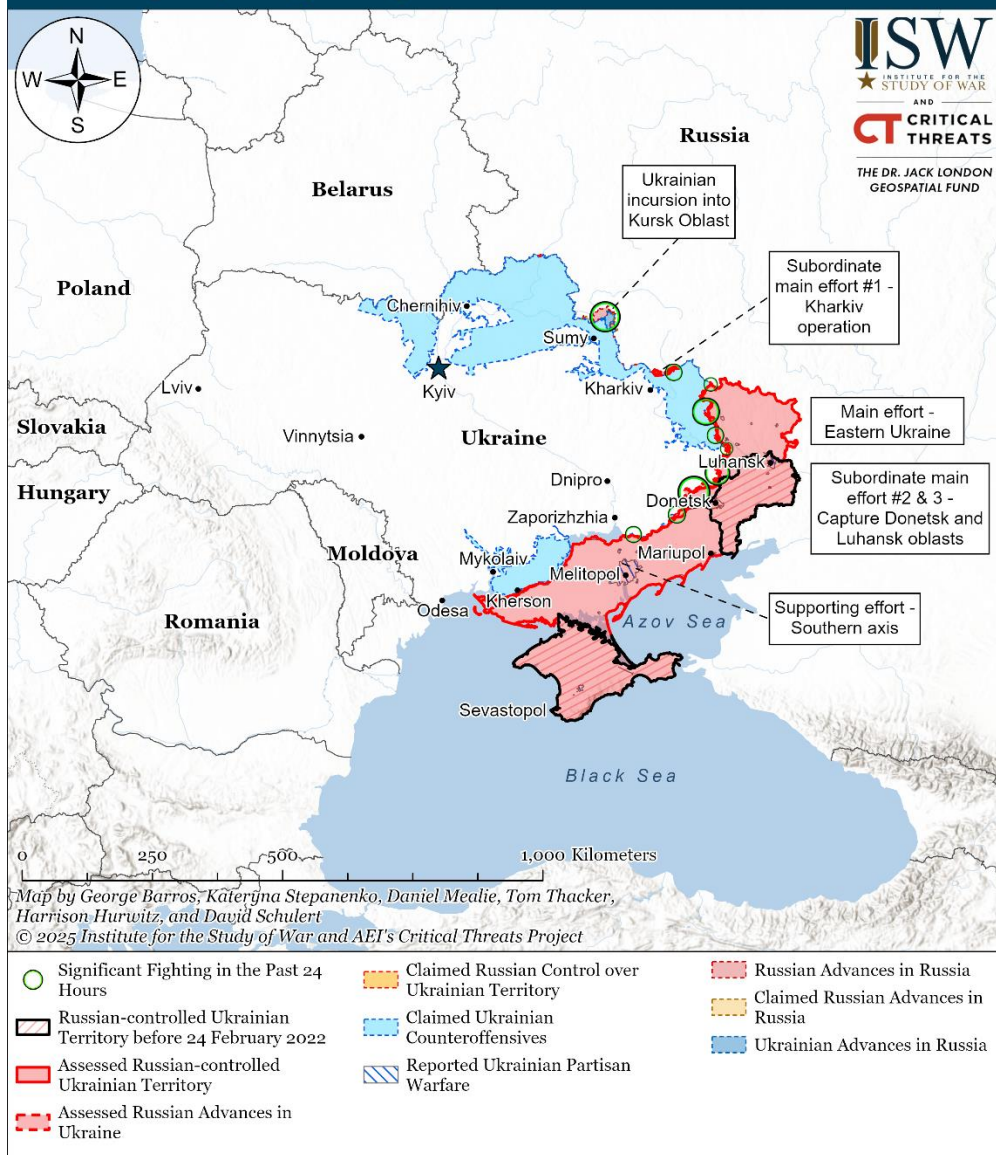 N
W E
S
ISW
INSTITUTE FOR THE
STUDY OF WAR
AND
CT CRITICAL
THREATS
THE DR. JACK LONDON
GEOSPATIAL FUND
Russia
Belarus
Ukrainian
incursion into
Kursk Oblast
Poland
Subordinate
main effort #1 -
Kharkiv
operation
Chernihiv
Sumy
Kyiv
Kharkiv
Lviv
Slovakia
Vinnytsia
Ukraine
Main effort -
Eastern Ukraine
Hungary
Luhansk
Dnipro
Donetsk
Subordinate main
effort #2 & 3 -
Capture Donetsk and
Luhansk oblasts
Zaporizhzhia
Moldova
Mykolaiv
Mariupol
Melitopol
Kherson
Odesa
Romania
Azov Sea
Supporting effort -
Southern axis
Sevastopol
Black Sea
0 250 500 1,000 Kilometers
Map by George Barros, Kateryna Stepanenko, Daniel Mealie, Tom Thacker,
Harrison Hurwitz, and David Schulert
© 2025 Institute for the Study of War and AEI's Critical Threats Project
Significant Fighting in the Past 24
Hours
Russian-controlled Ukrainian
Territory before 24 February 2022
Assessed Russian-controlled
Ukrainian Territory
Assessed Russian Advances in
Ukraine
Claimed Russian Control over
Ukrainian Territory
Claimed Ukrainian
Counteroffensives
Reported Ukrainian Partisan
Warfare
Russian Advances in Russia
Claimed Russian Advances in
Russia
Ukrainian Advances in Russia